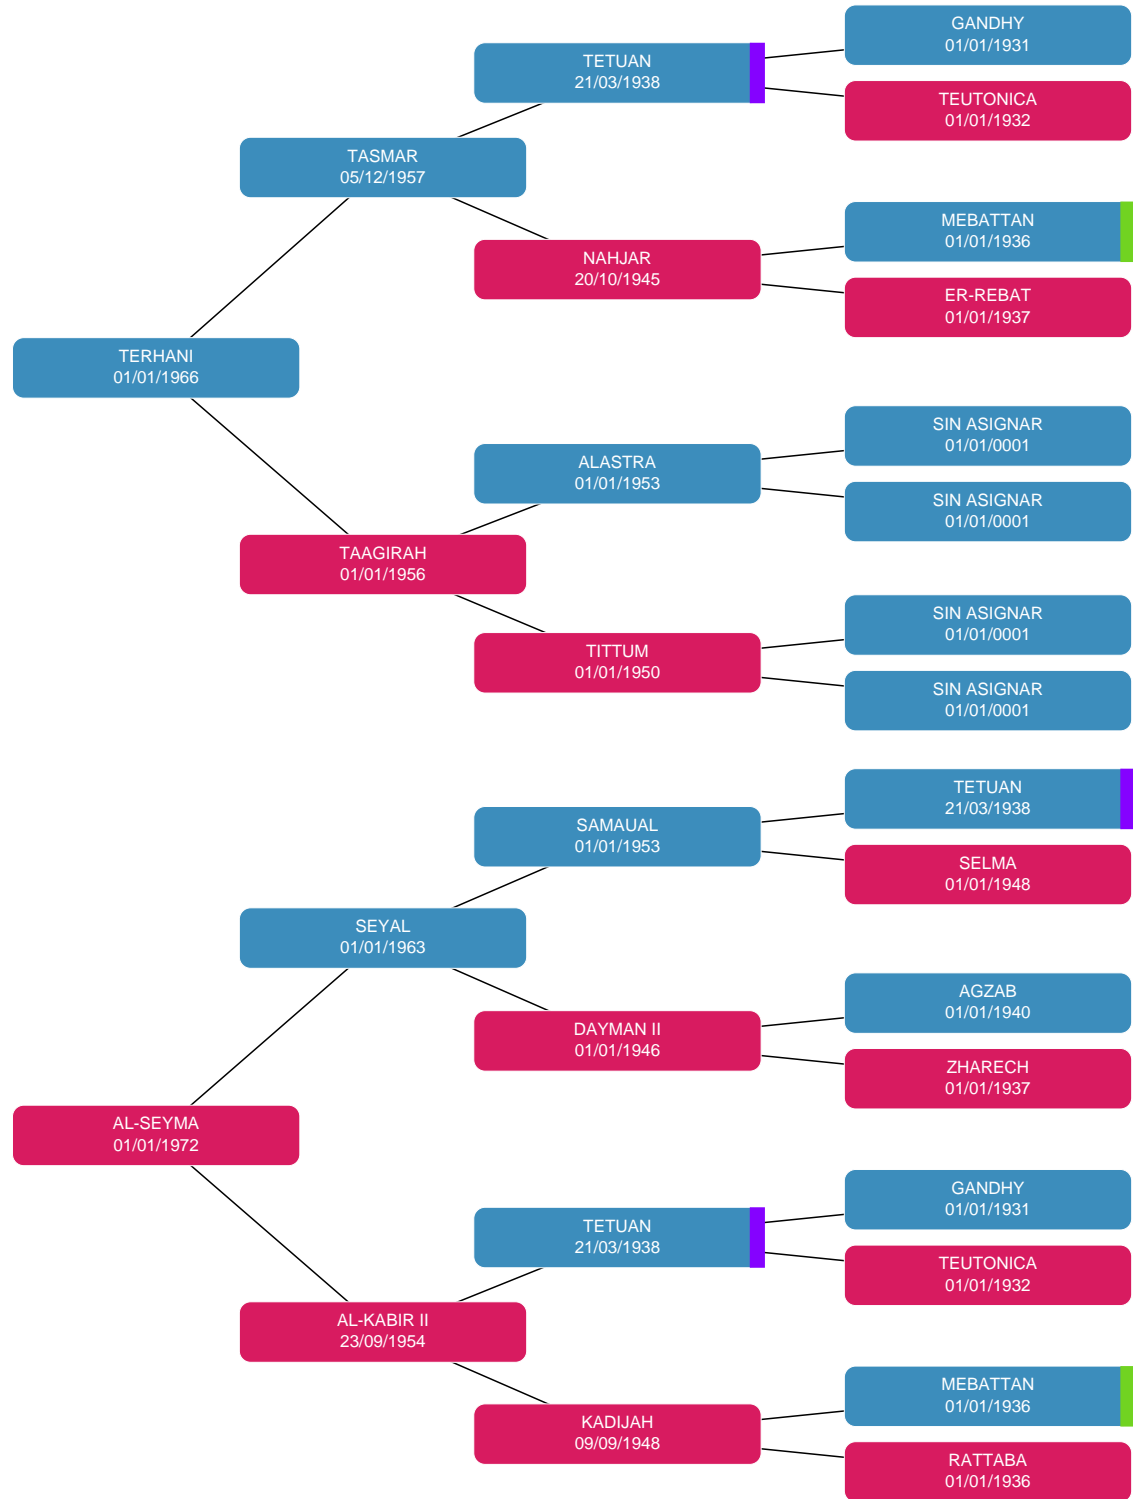 GANDHY
01/01/1931
TETUAN
21/03/1938
TEUTONICA
01/01/1932
TASMAR
05/12/1957
MEBATTAN
01/01/1936
NAHJAR
20/10/1945
ER-REBAT
01/01/1937
TERHANI
01/01/1966
SIN ASIGNAR
01/01/0001
ALASTRA
01/01/1953
SIN ASIGNAR
01/01/0001
TAAGIRAH
01/01/1956
SIN ASIGNAR
01/01/0001
TITTUM
01/01/1950
SIN ASIGNAR
01/01/0001
TETUAN
21/03/1938
SAMAUAL
01/01/1953
SELMA
01/01/1948
SEYAL
01/01/1963
AGZAB
01/01/1940
DAYMAN II
01/01/1946
ZHARECH
01/01/1937
AL-SEYMA
01/01/1972
GANDHY
01/01/1931
TETUAN
21/03/1938
TEUTONICA
01/01/1932
AL-KABIR II
23/09/1954
MEBATTAN
01/01/1936
KADIJAH
09/09/1948
RATTABA
01/01/1936